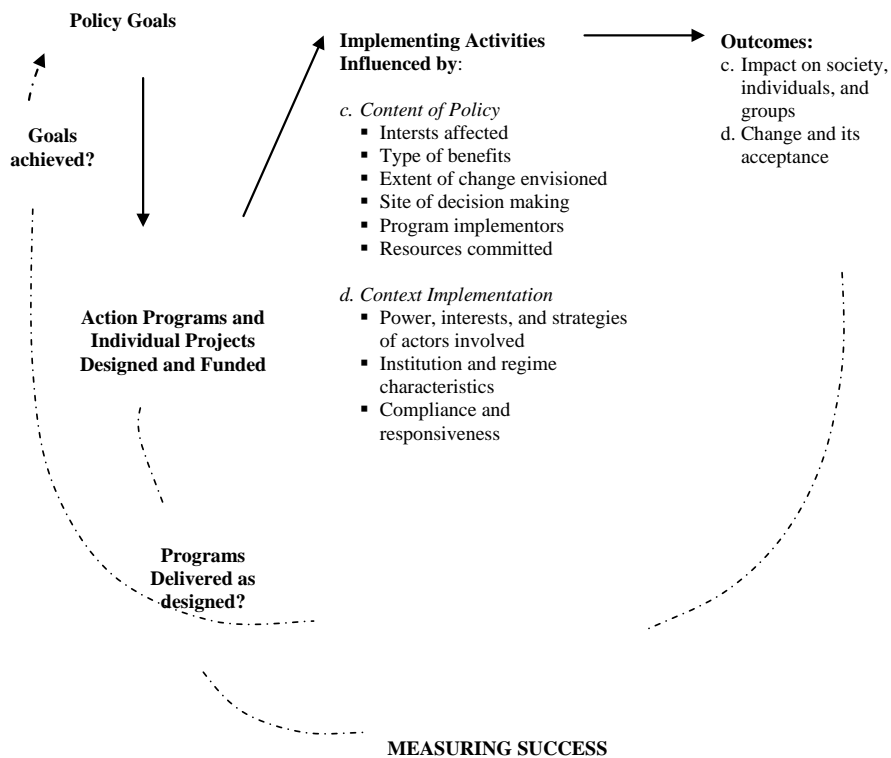 Policy Goals
Goals
achieved?
Action Programs and
Individual Projects
Designed and Funded
Programs
Delivered as
designed?
Implementing Activities
Influenced by:
c. Content of Policy
▪ Intersts affected
▪ Type of benefits
▪ Extent of change envisioned
▪ Site of decision making
▪ Program implementors
▪ Resources committed
d. Context Implementation
▪ Power, interests, and strategies
of actors involved
▪ Institution and regime
characteristics
▪ Compliance and
responsiveness
Outcomes:
c. Impact on society,
individuals, and
groups
d. Change and its
acceptance
MEASURING SUCCESS